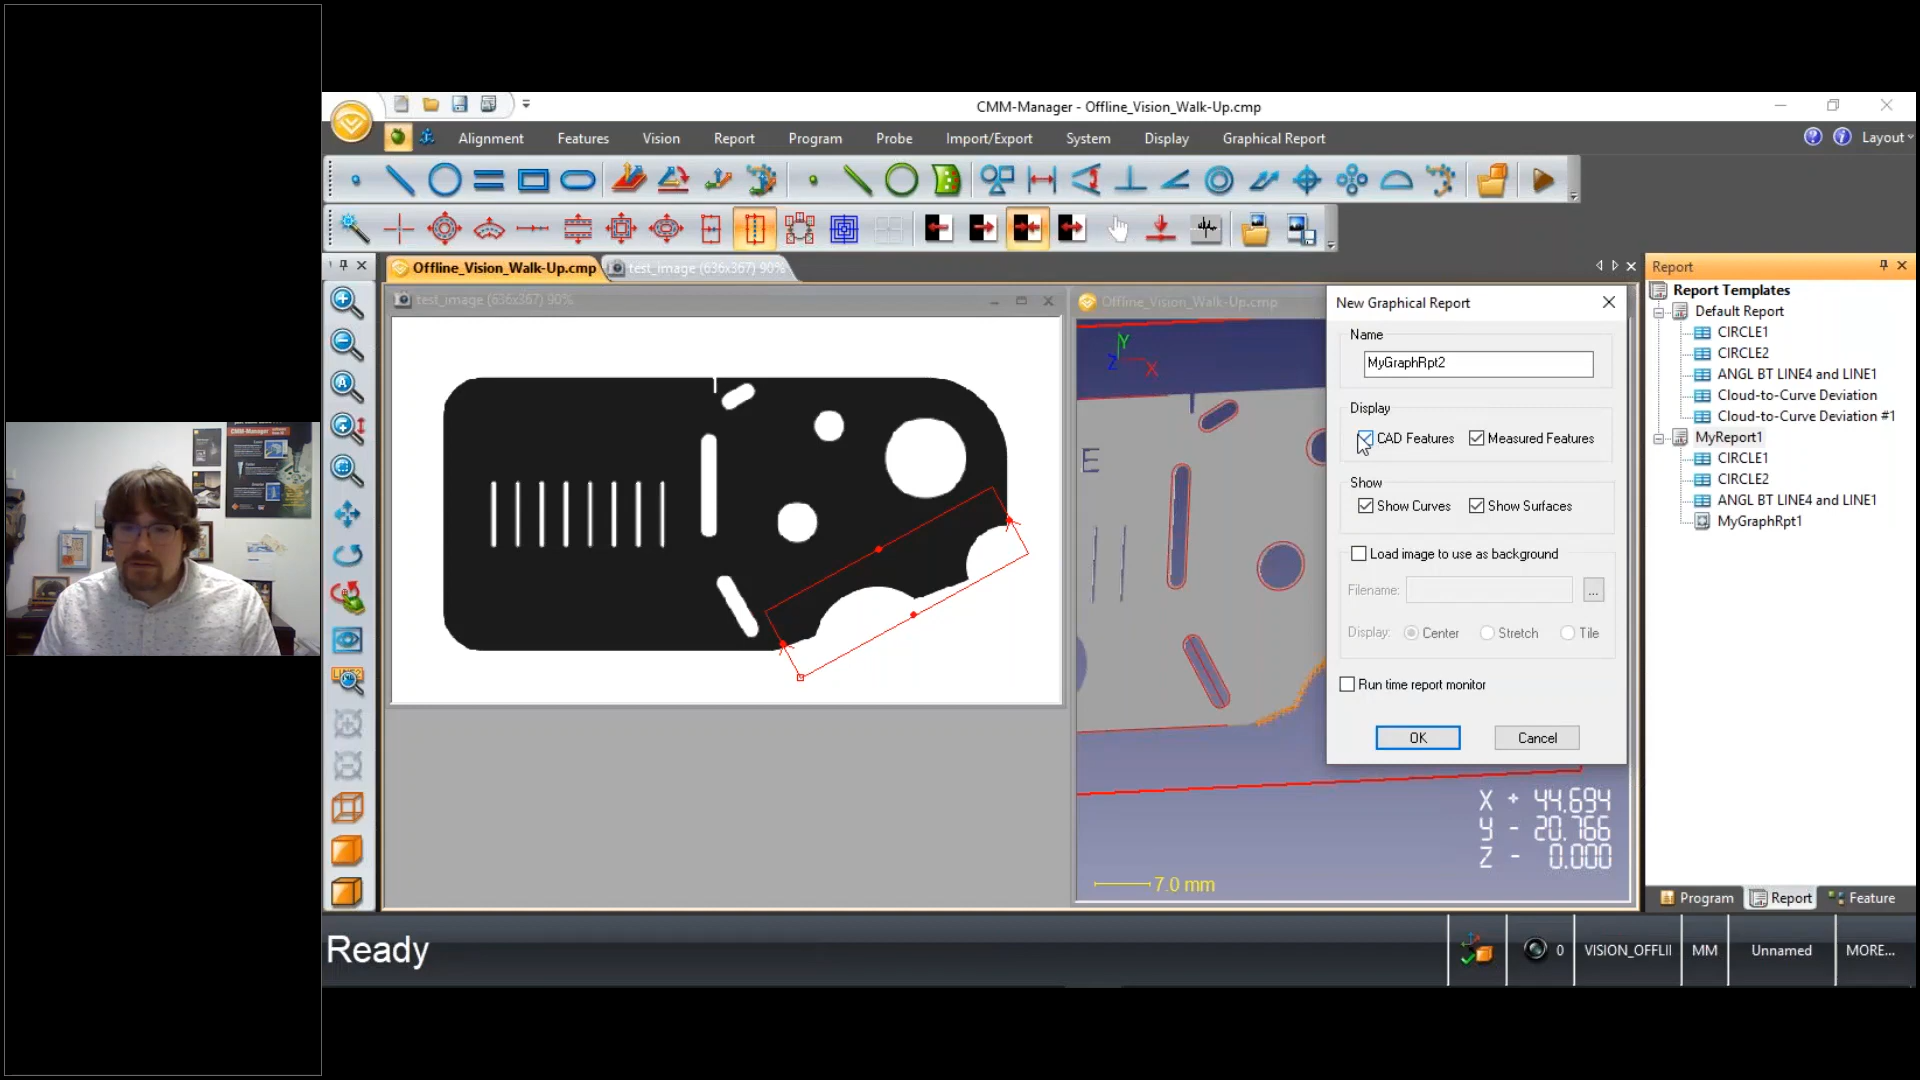 CMM-Manager - Offline_Vision_Walk-Up.cmp
Alignment Features Vision Report Program Probe Import/Export System Display Graphical Report Layout
Offline_Vision_Walk-Up.cmp test_image (636x367) 90%
test_image (636x367) 90%
Offline_Vision_Walk-Up.cmp
Y
Z
X
E
7.0 mm
X + 44.694
Y - 20.766
Z - 0.000
New Graphical Report
Name
MyGraphRpt2
Display
CAD Features Measured Features
Show
Show Curves Show Surfaces
Load image to use as background
Filename: ...
Display: Center Stretch Tile
Run time report monitor
OK Cancel
Report
Report Templates
Default Report
CIRCLE1
CIRCLE2
ANGL BT LINE4 and LINE1
Cloud-to-Curve Deviation
Cloud-to-Curve Deviation #1
MyReport1
CIRCLE1
CIRCLE2
ANGL BT LINE4 and LINE1
MyGraphRpt1
Program Report Feature
Ready
0 VISION_OFFLII MM Unnamed MORE...